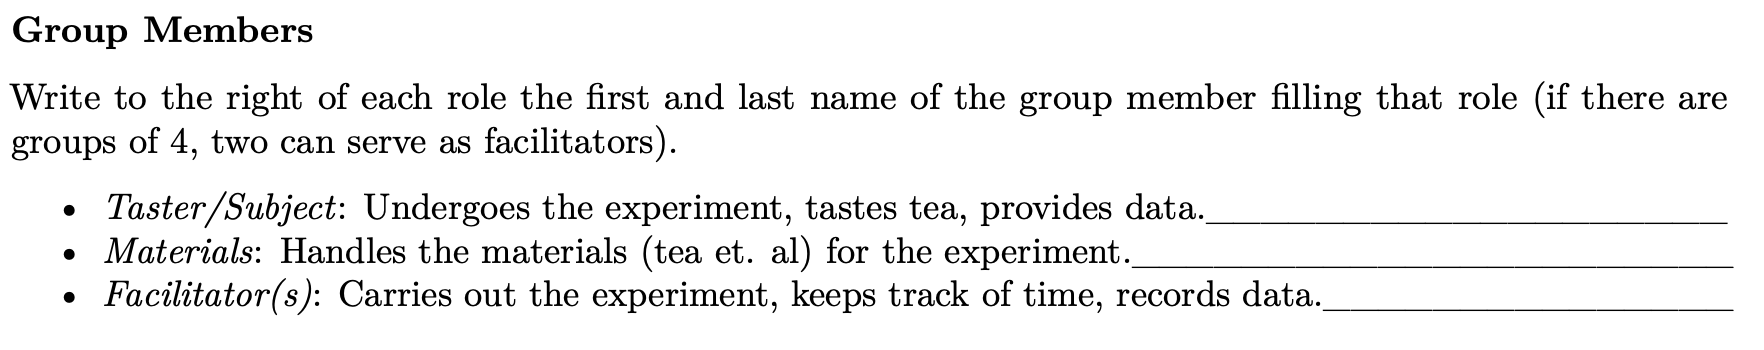 Group Members
Write to the right of each role the first and last name of the group member filling that role (if there are
groups of 4, two can serve as facilitators).
• Taster/Subject: Undergoes the experiment, tastes tea, provides data.
• Materials: Handles the materials (tea et. al) for the experiment.
• Facilitator(s): Carries out the experiment, keeps track of time, records data.